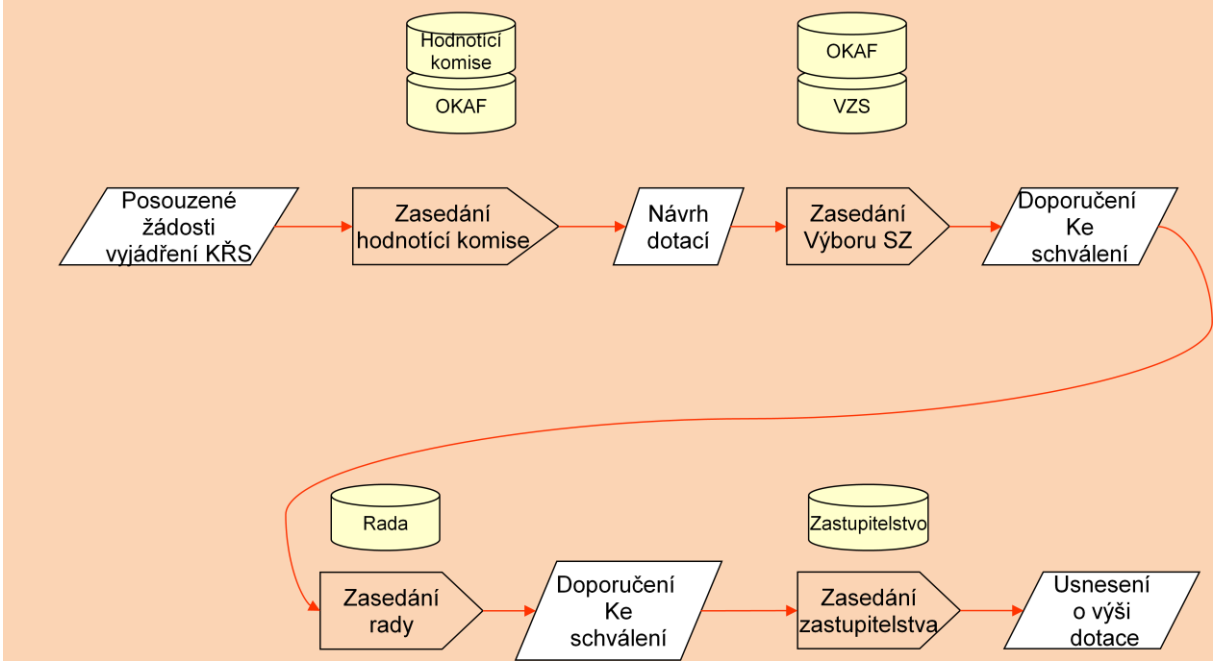 Hodnotící
komise
OKAF
OKAF
VZS
Posouzené
žádosti
vyjádření KŘS
Zasedání
hodnotící komise
Návrh
dotací
Zasedání
Výboru SZ
Doporučení
Ke
schválení
Rada
Zastupitelstvo
Zasedání
rady
Doporučení
Ke
schválení
Zasedání
zastupitelstva
Usnesení
o výši
dotace